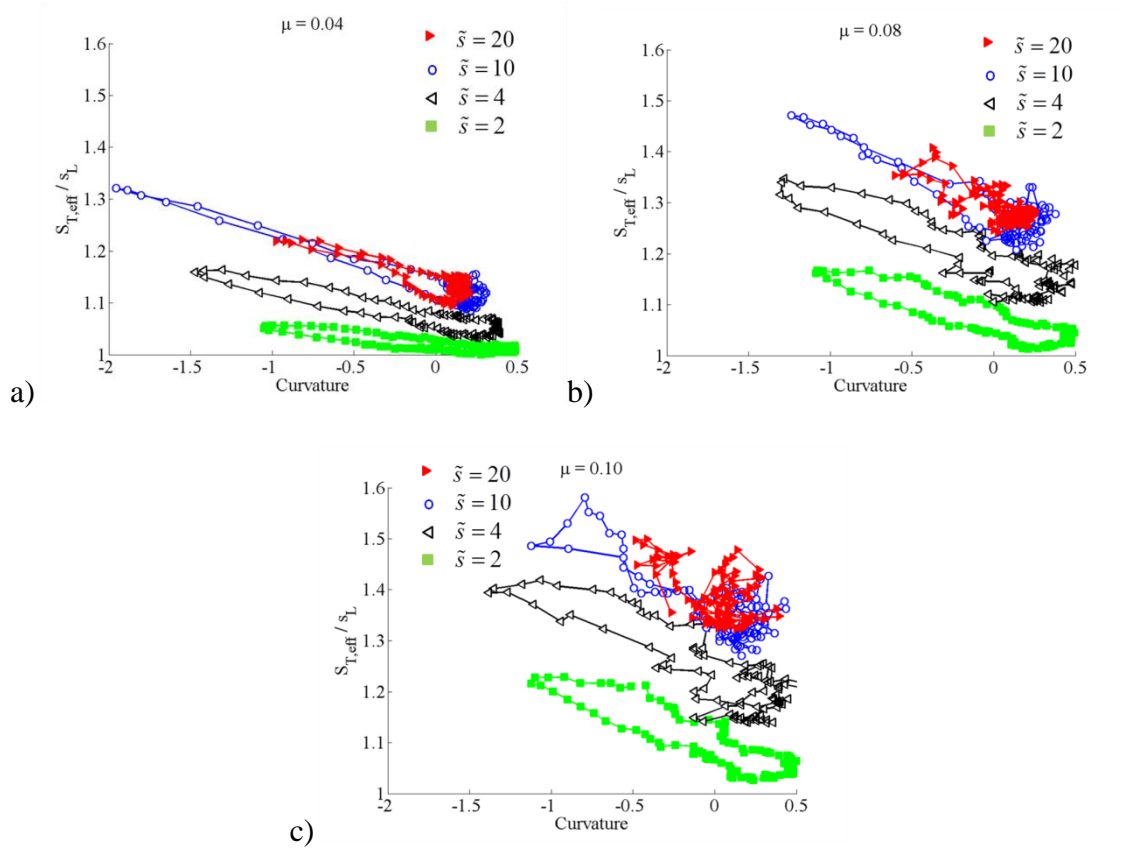 μ = 0.04
s̃ = 20
s̃ = 10
s̃ = 4
s̃ = 2
1.6
1.5
1.4
1.3
1.2
1.1
1
S_T,eff / s_L
-2
-1.5
-1
-0.5
0
0.5
Curvature
a)
μ = 0.08
s̃ = 20
s̃ = 10
s̃ = 4
s̃ = 2
1.6
1.5
1.4
1.3
1.2
1.1
1
S_T,eff / s_L
-2
-1.5
-1
-0.5
0
0.5
Curvature
b)
μ = 0.10
s̃ = 20
s̃ = 10
s̃ = 4
s̃ = 2
1.6
1.5
1.4
1.3
1.2
1.1
1
S_T,eff / s_L
-2
-1.5
-1
-0.5
0
0.5
Curvature
c)